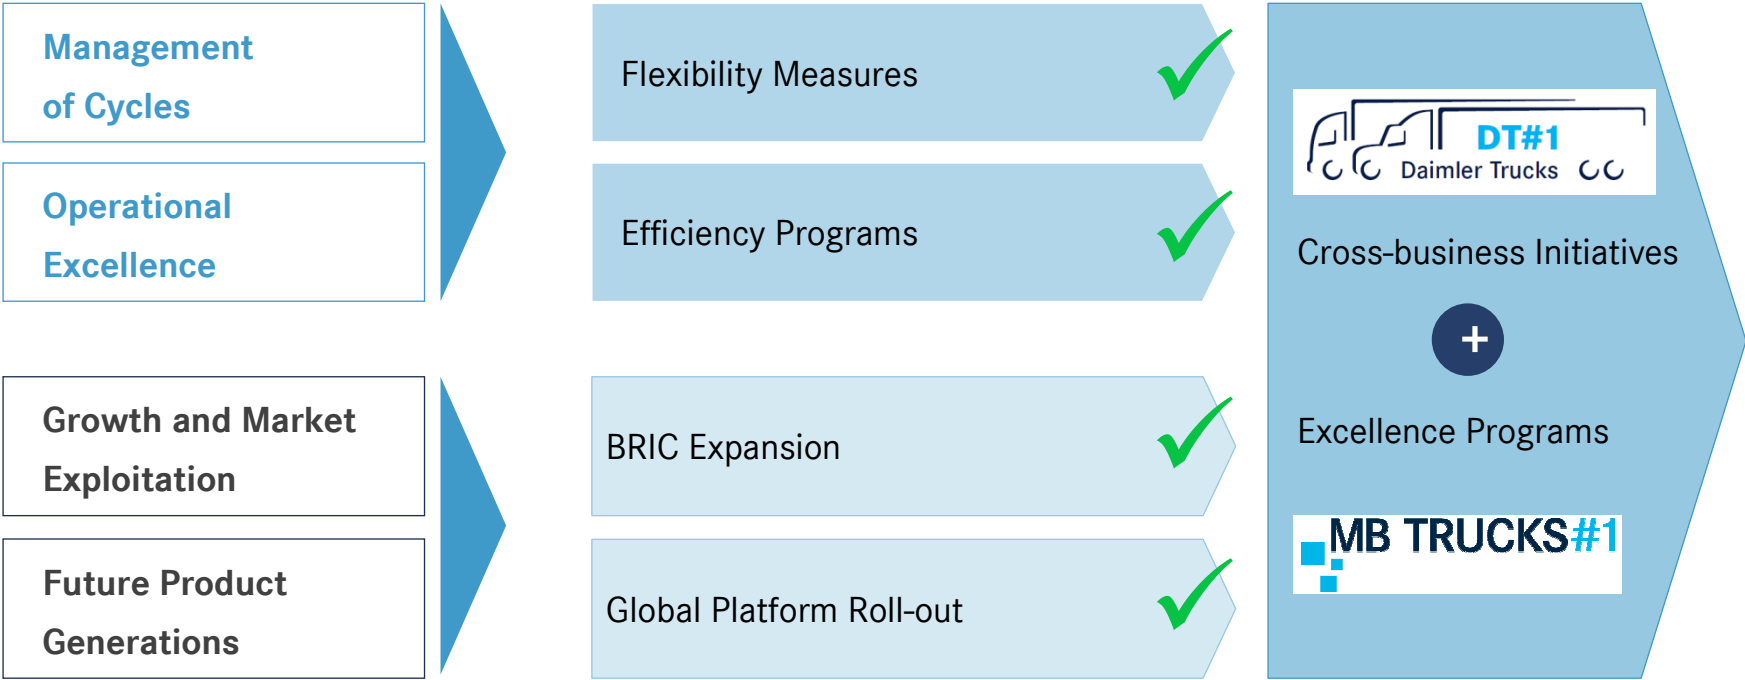 Management
of Cycles
Flexibility Measures
Operational
Excellence
Efficiency Programs
Growth and Market
Exploitation
BRIC Expansion
Future Product
Generations
Global Platform Roll-out
DT#1
Daimler Trucks
Cross-business Initiatives
+
Excellence Programs
MB TRUCKS#1